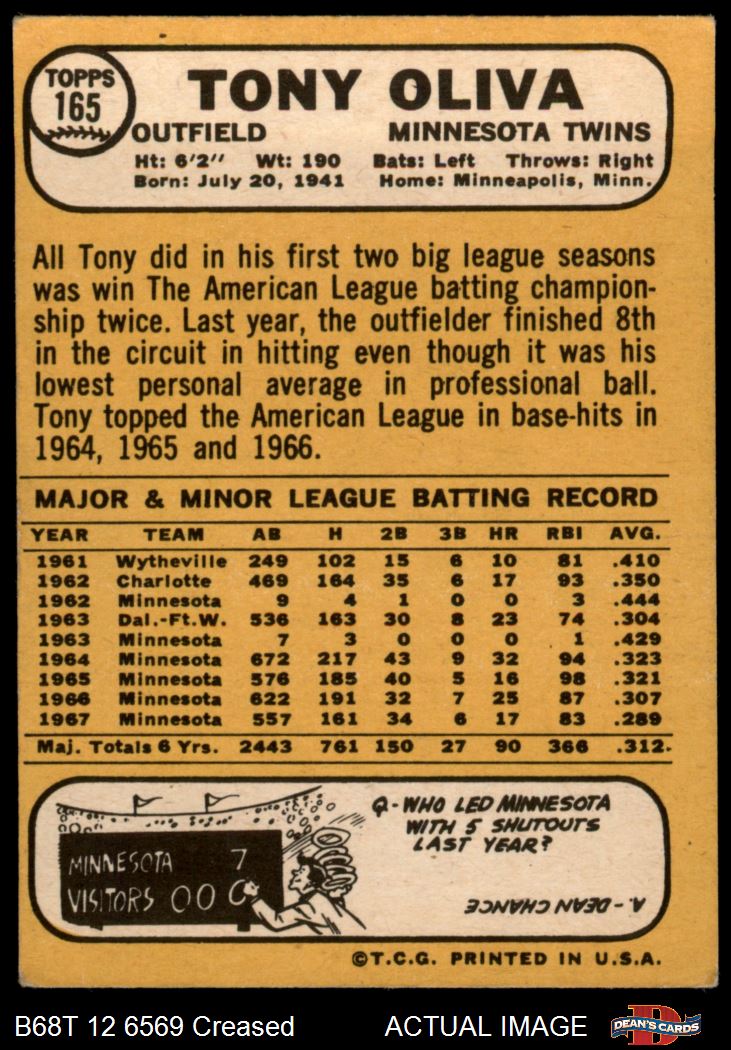 TOPPS
165
TONY OLIVA
OUTFIELD MINNESOTA TWINS
Ht: 6'2" Wt: 190 Bats: Left Throws: Right
Born: July 20, 1941 Home: Minneapolis, Minn.
All Tony did in his first two big league seasons
was win The American League batting champion-
ship twice. Last year, the outfielder finished 8th
in the circuit in hitting even though it was his
lowest personal average in professional ball.
Tony topped the American League in base-hits in
1964, 1965 and 1966.
MAJOR & MINOR LEAGUE BATTING RECORD
YEAR TEAM AB H 2B 3B HR RBI AVG.
1961 Wytheville 249 102 15 6 10 81 .410
1962 Charlotte 469 164 35 6 17 93 .350
1962 Minnesota 9 4 1 0 0 3 .444
1963 Dal.-Ft.W. 536 163 30 8 23 74 .304
1963 Minnesota 7 3 0 0 0 1 .429
1964 Minnesota 672 217 43 9 32 94 .323
1965 Minnesota 576 185 40 5 16 98 .321
1966 Minnesota 622 191 32 7 25 87 .307
1967 Minnesota 557 161 34 6 17 83 .289
Maj. Totals 6 Yrs. 2443 761 150 27 90 366 .312.
MINNESOTA 7
VISITORS 000
Q-WHO LED MINNESOTA
WITH 5 SHUTOUTS
LAST YEAR?
A.-DEAN CHANCE
©T.C.G. PRINTED IN U.S.A.
B68T 12 6569 Creased ACTUAL IMAGE
DEAN'S CARDS